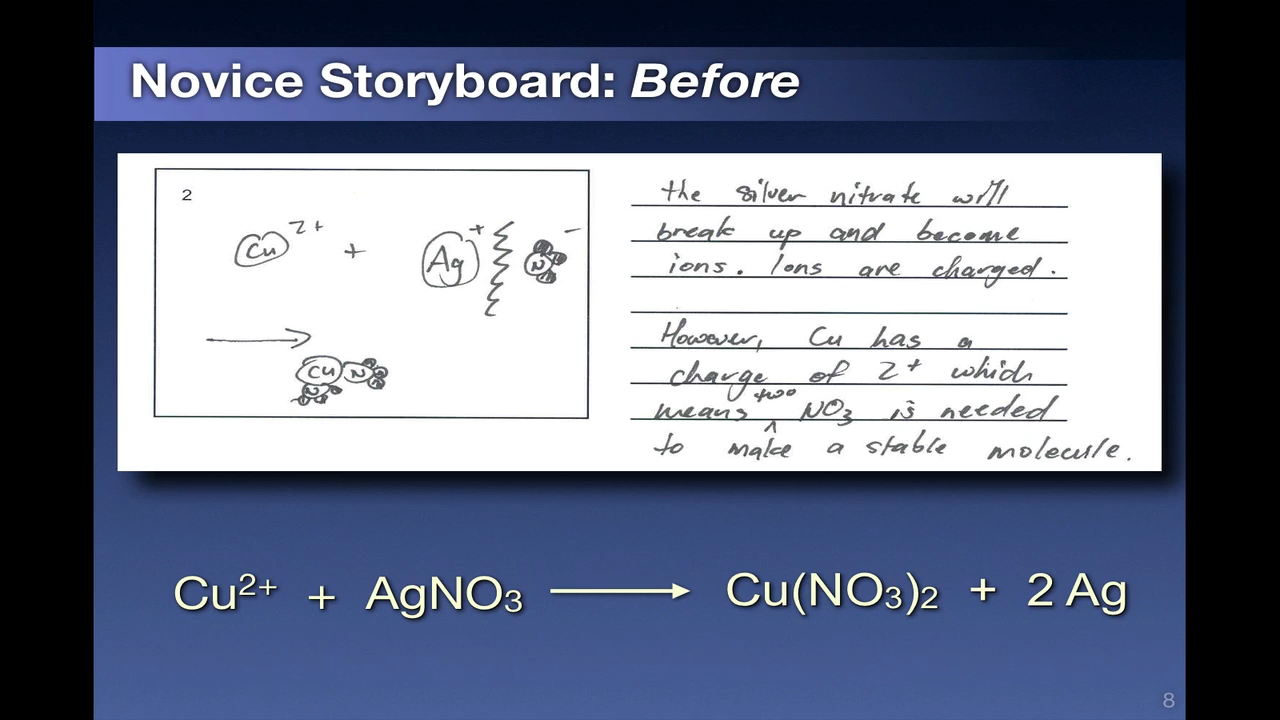 Novice Storyboard: Before
2
Cu 2+ + Ag + N -
Cu N
N
the silver nitrate will
break up and become
ions. Ions are charged.
However, Cu has a
charge of 2+ which
means two NO3 is needed
to make a stable molecule.
Cu2+ + AgNO3 ⟶ Cu(NO3)2 + 2 Ag
8